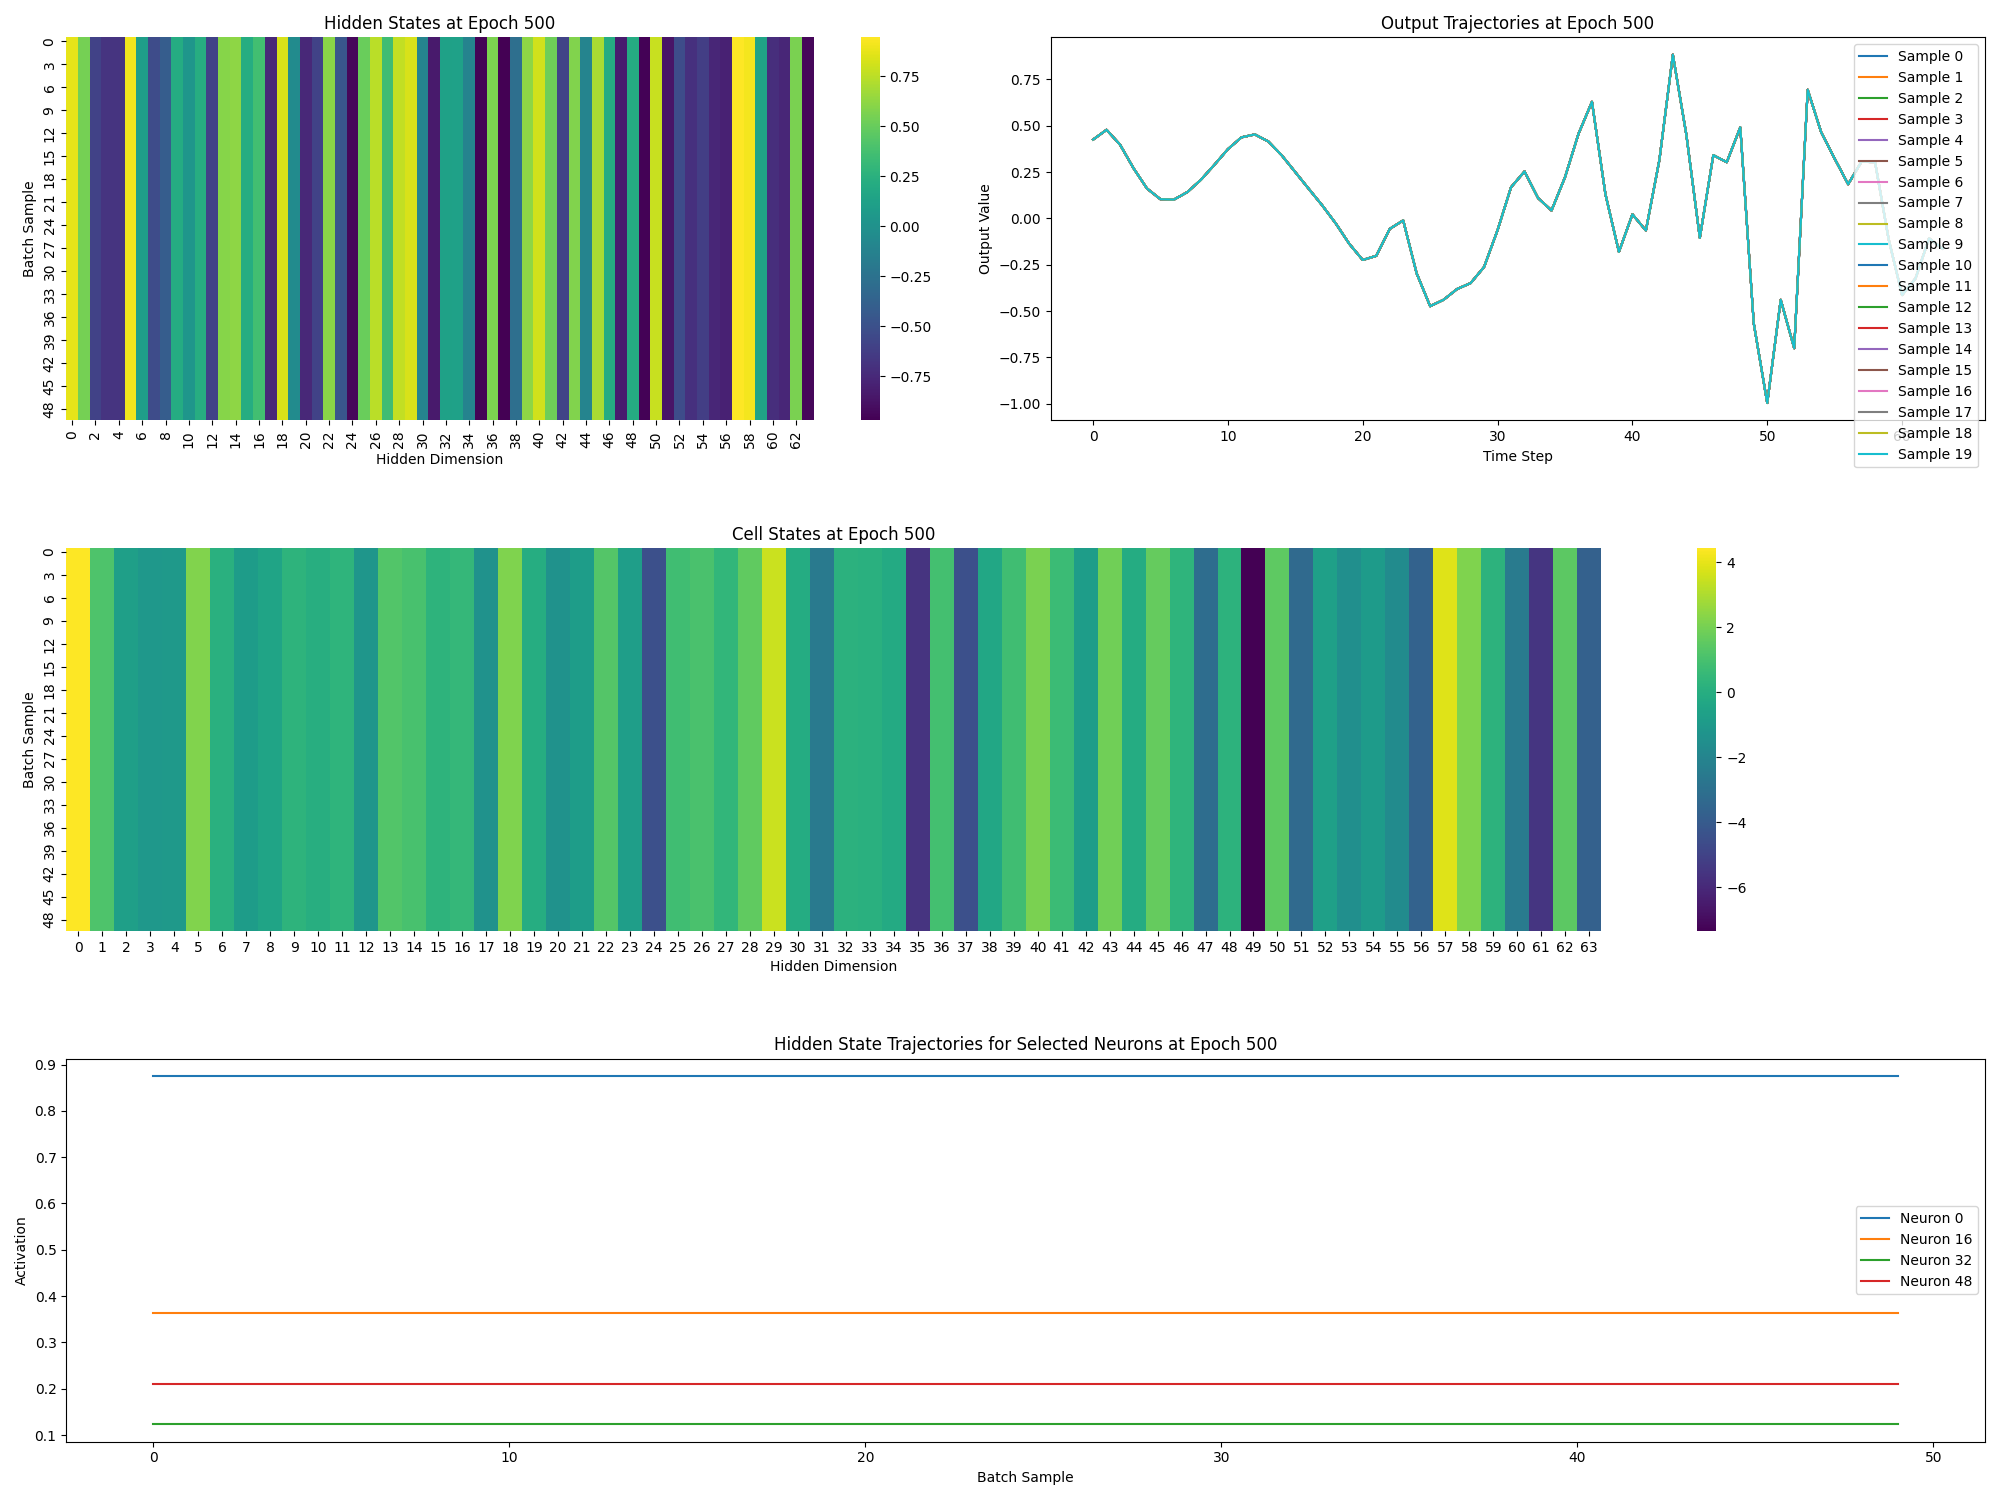 Hidden States at Epoch 500
0
3
6
9
12
15
18
21
24
27
30
33
36
39
42
45
48
Batch Sample
0 2 4 6 8 10 12 14 16 18 20 22 24 26 28 30 32 34 36 38 40 42 44 46 48 50 52 54 56 58 60 62
Hidden Dimension
0.75
0.50
0.25
0.00
−0.25
−0.50
−0.75
Output Trajectories at Epoch 500
0.75
0.50
0.25
0.00
−0.25
−0.50
−0.75
−1.00
Output Value
0 10 20 30 40 50 60
Time Step
Sample 0
Sample 1
Sample 2
Sample 3
Sample 4
Sample 5
Sample 6
Sample 7
Sample 8
Sample 9
Sample 10
Sample 11
Sample 12
Sample 13
Sample 14
Sample 15
Sample 16
Sample 17
Sample 18
Sample 19
Cell States at Epoch 500
0
3
6
9
12
15
18
21
24
27
30
33
36
39
42
45
48
Batch Sample
0 1 2 3 4 5 6 7 8 9 10 11 12 13 14 15 16 17 18 19 20 21 22 23 24 25 26 27 28 29 30 31 32 33 34 35 36 37 38 39 40 41 42 43 44 45 46 47 48 49 50 51 52 53 54 55 56 57 58 59 60 61 62 63
Hidden Dimension
4
2
0
−2
−4
−6
Hidden State Trajectories for Selected Neurons at Epoch 500
0.9
0.8
0.7
0.6
0.5
0.4
0.3
0.2
0.1
Activation
0 10 20 30 40 50
Batch Sample
Neuron 0
Neuron 16
Neuron 32
Neuron 48